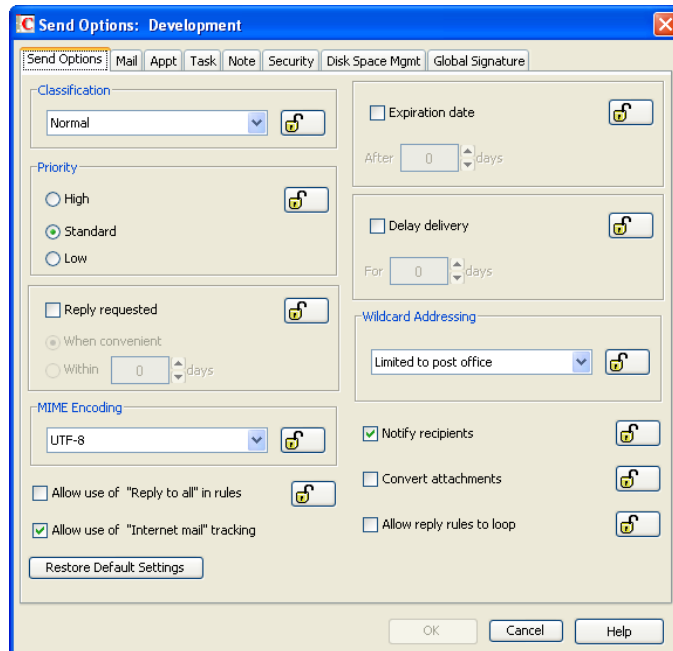 Send Options: Development
Send Options Mail Appt Task Note Security Disk Space Mgmt Global Signature
Classification
Normal
Priority
High
Standard
Low
Reply requested
When convenient
Within 0 days
MIME Encoding
UTF-8
Allow use of "Reply to all" in rules
Allow use of "Internet mail" tracking
Restore Default Settings
Expiration date
After 0 days
Delay delivery
For 0 days
Wildcard Addressing
Limited to post office
Notify recipients
Convert attachments
Allow reply rules to loop
OK Cancel Help